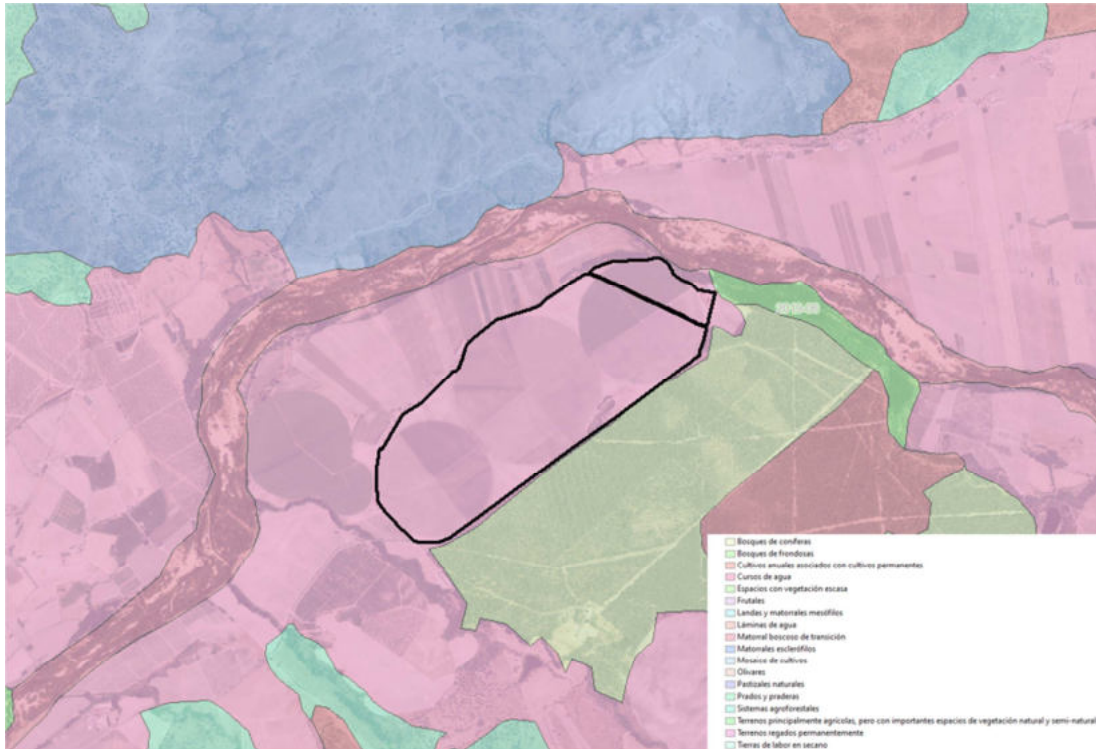 Bosques de coníferas
Bosques de frondosas
Cultivos anuales asociados con cultivos permanentes
Cursos de agua
Espacios con vegetación escasa
Frutales
Landas y matorrales mesófilos
Láminas de agua
Matorral boscoso de transición
Matorrales esclerófilos
Mosaico de cultivos
Olivares
Pastizales naturales
Prados y praderas
Sistemas agroforestales
Terrenos principalmente agrícolas, pero con importantes espacios de vegetación natural y semi-natural
Terrenos regados permanentemente
Tierras de labor en secano